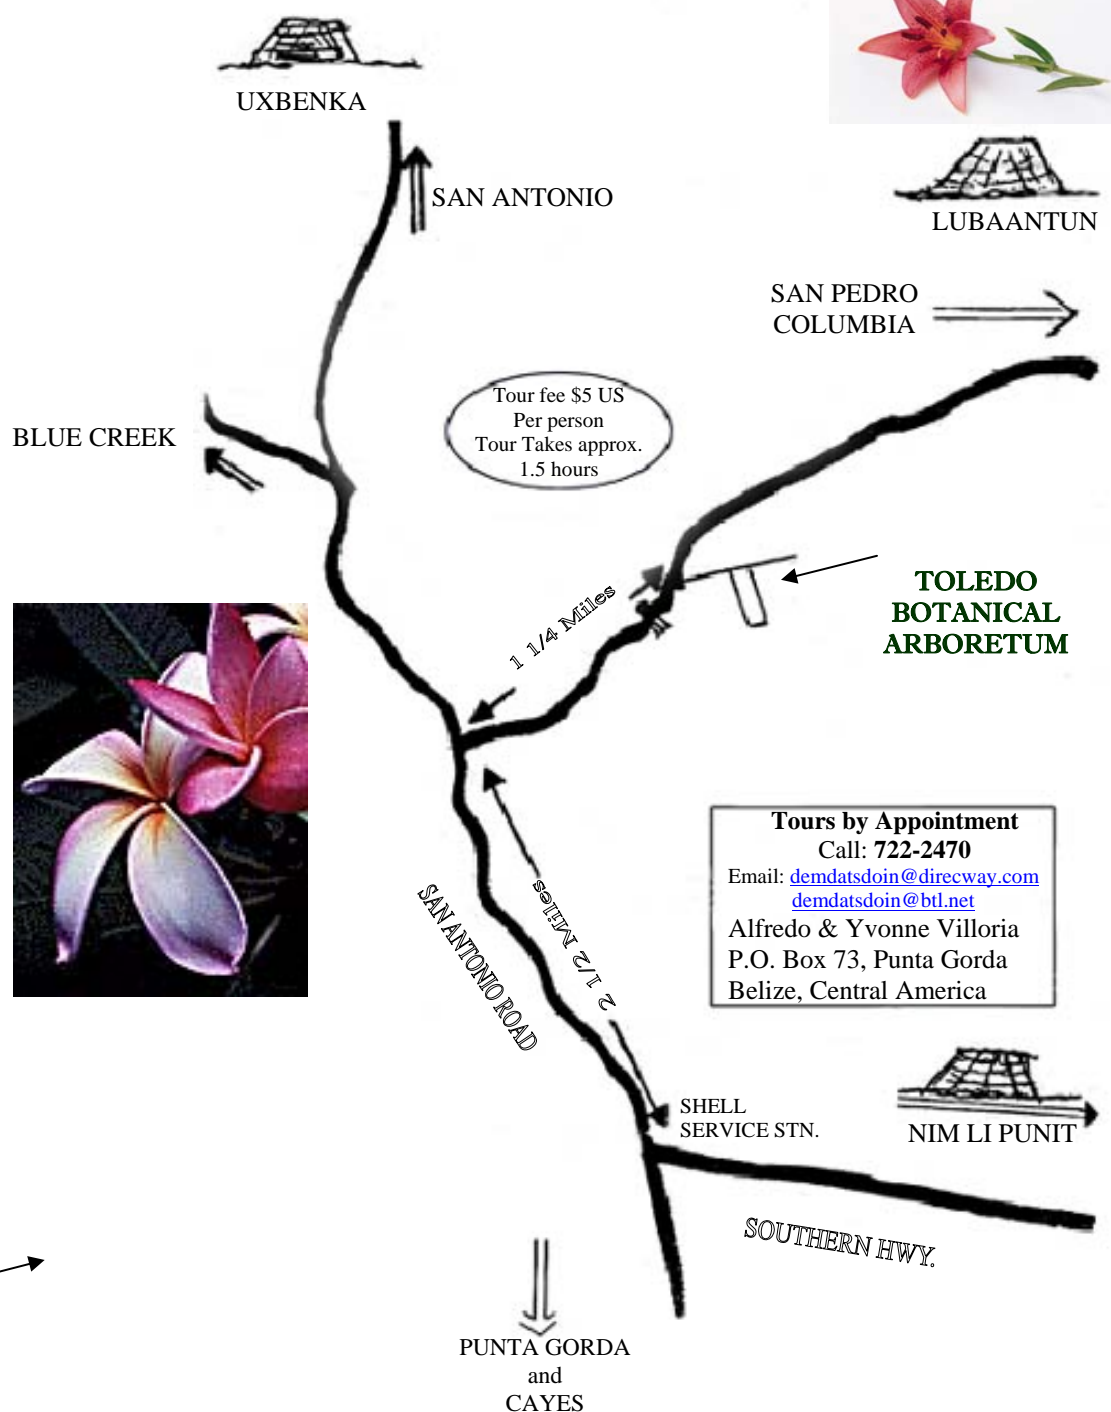 UXBENKA
SAN ANTONIO
LUBAANTUN
SAN PEDRO
COLUMBIA
Tour fee $5 US
Per person
Tour Takes approx.
1.5 hours
BLUE CREEK
1 1/4 Miles
TOLEDO
BOTANICAL
ARBORETUM
Tours by Appointment
Call: 722-2470
Email: demdatsdoin@direcway.com
demdatsdoin@btl.net
Alfredo & Yvonne Villoria
P.O. Box 73, Punta Gorda
Belize, Central America
2 1/2 Miles
SAN ANTONIO ROAD
SHELL
SERVICE STN.
NIM LI PUNIT
SOUTHERN HWY.
PUNTA GORDA
and
CAYES